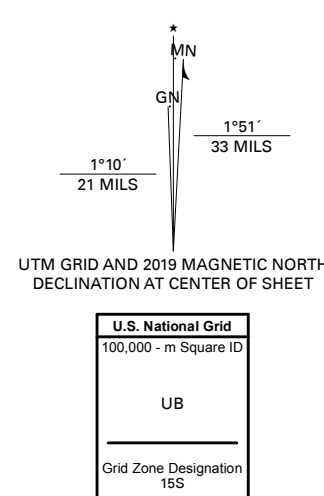 ★
MN
GN
1°51´
33 MILS
1°10´
21 MILS
UTM GRID AND 2019 MAGNETIC NORTH
DECLINATION AT CENTER OF SHEET
U.S. National Grid
100,000 - m Square ID
UB
Grid Zone Designation
15S